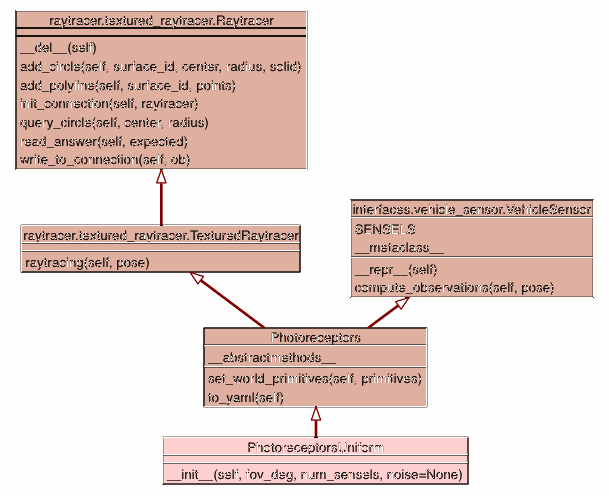 raytracer.textured_raytracer.Raytracer
__del__(self)
add_circle(self, surface_id, center, radius, solid)
add_polyline(self, surface_id, points)
init_connection(self, raytracer)
query_circle(self, center, radius)
read_answer(self, expected)
write_to_connection(self, ob)
raytracer.textured_raytracer.TexturedRaytracer
raytracing(self, pose)
interfaces.vehicle_sensor.VehicleSensor
SENSELS
__metaclass__
__repr__(self)
compute_observations(self, pose)
Photoreceptors
__abstractmethods__
set_world_primitives(self, primitives)
to_yaml(self)
PhotoreceptorsUniform
__init__(self, fov_deg, num_sensels, noise=None)